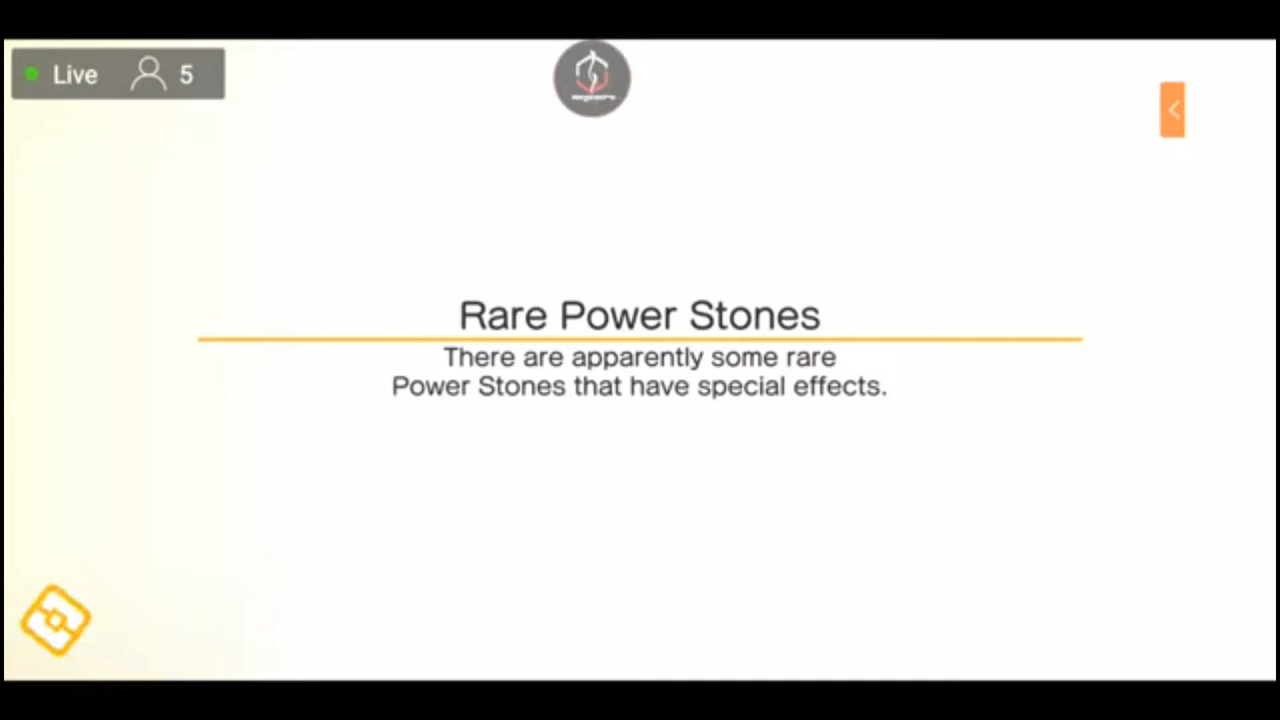 Live 5
Rare Power Stones
There are apparently some rare
Power Stones that have special effects.